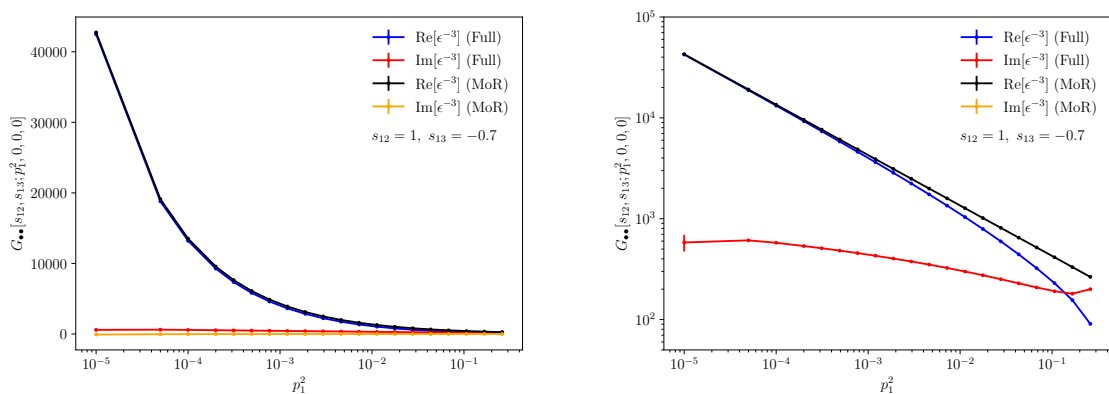 40000
30000
20000
10000
0
G_{●●}[s_{12}, s_{13}; p_1^2, 0, 0, 0]
Re[ϵ^{−3}] (Full)
Im[ϵ^{−3}] (Full)
Re[ϵ^{−3}] (MoR)
Im[ϵ^{−3}] (MoR)
s_{12} = 1, s_{13} = −0.7
10^{−5} 10^{−4} 10^{−3} 10^{−2} 10^{−1}
p_1^2
10^5
10^4
10^3
10^2
G_{●●}[s_{12}, s_{13}; p_1^2, 0, 0, 0]
Re[ϵ^{−3}] (Full)
Im[ϵ^{−3}] (Full)
Re[ϵ^{−3}] (MoR)
Im[ϵ^{−3}] (MoR)
s_{12} = 1, s_{13} = −0.7
10^{−5} 10^{−4} 10^{−3} 10^{−2} 10^{−1}
p_1^2